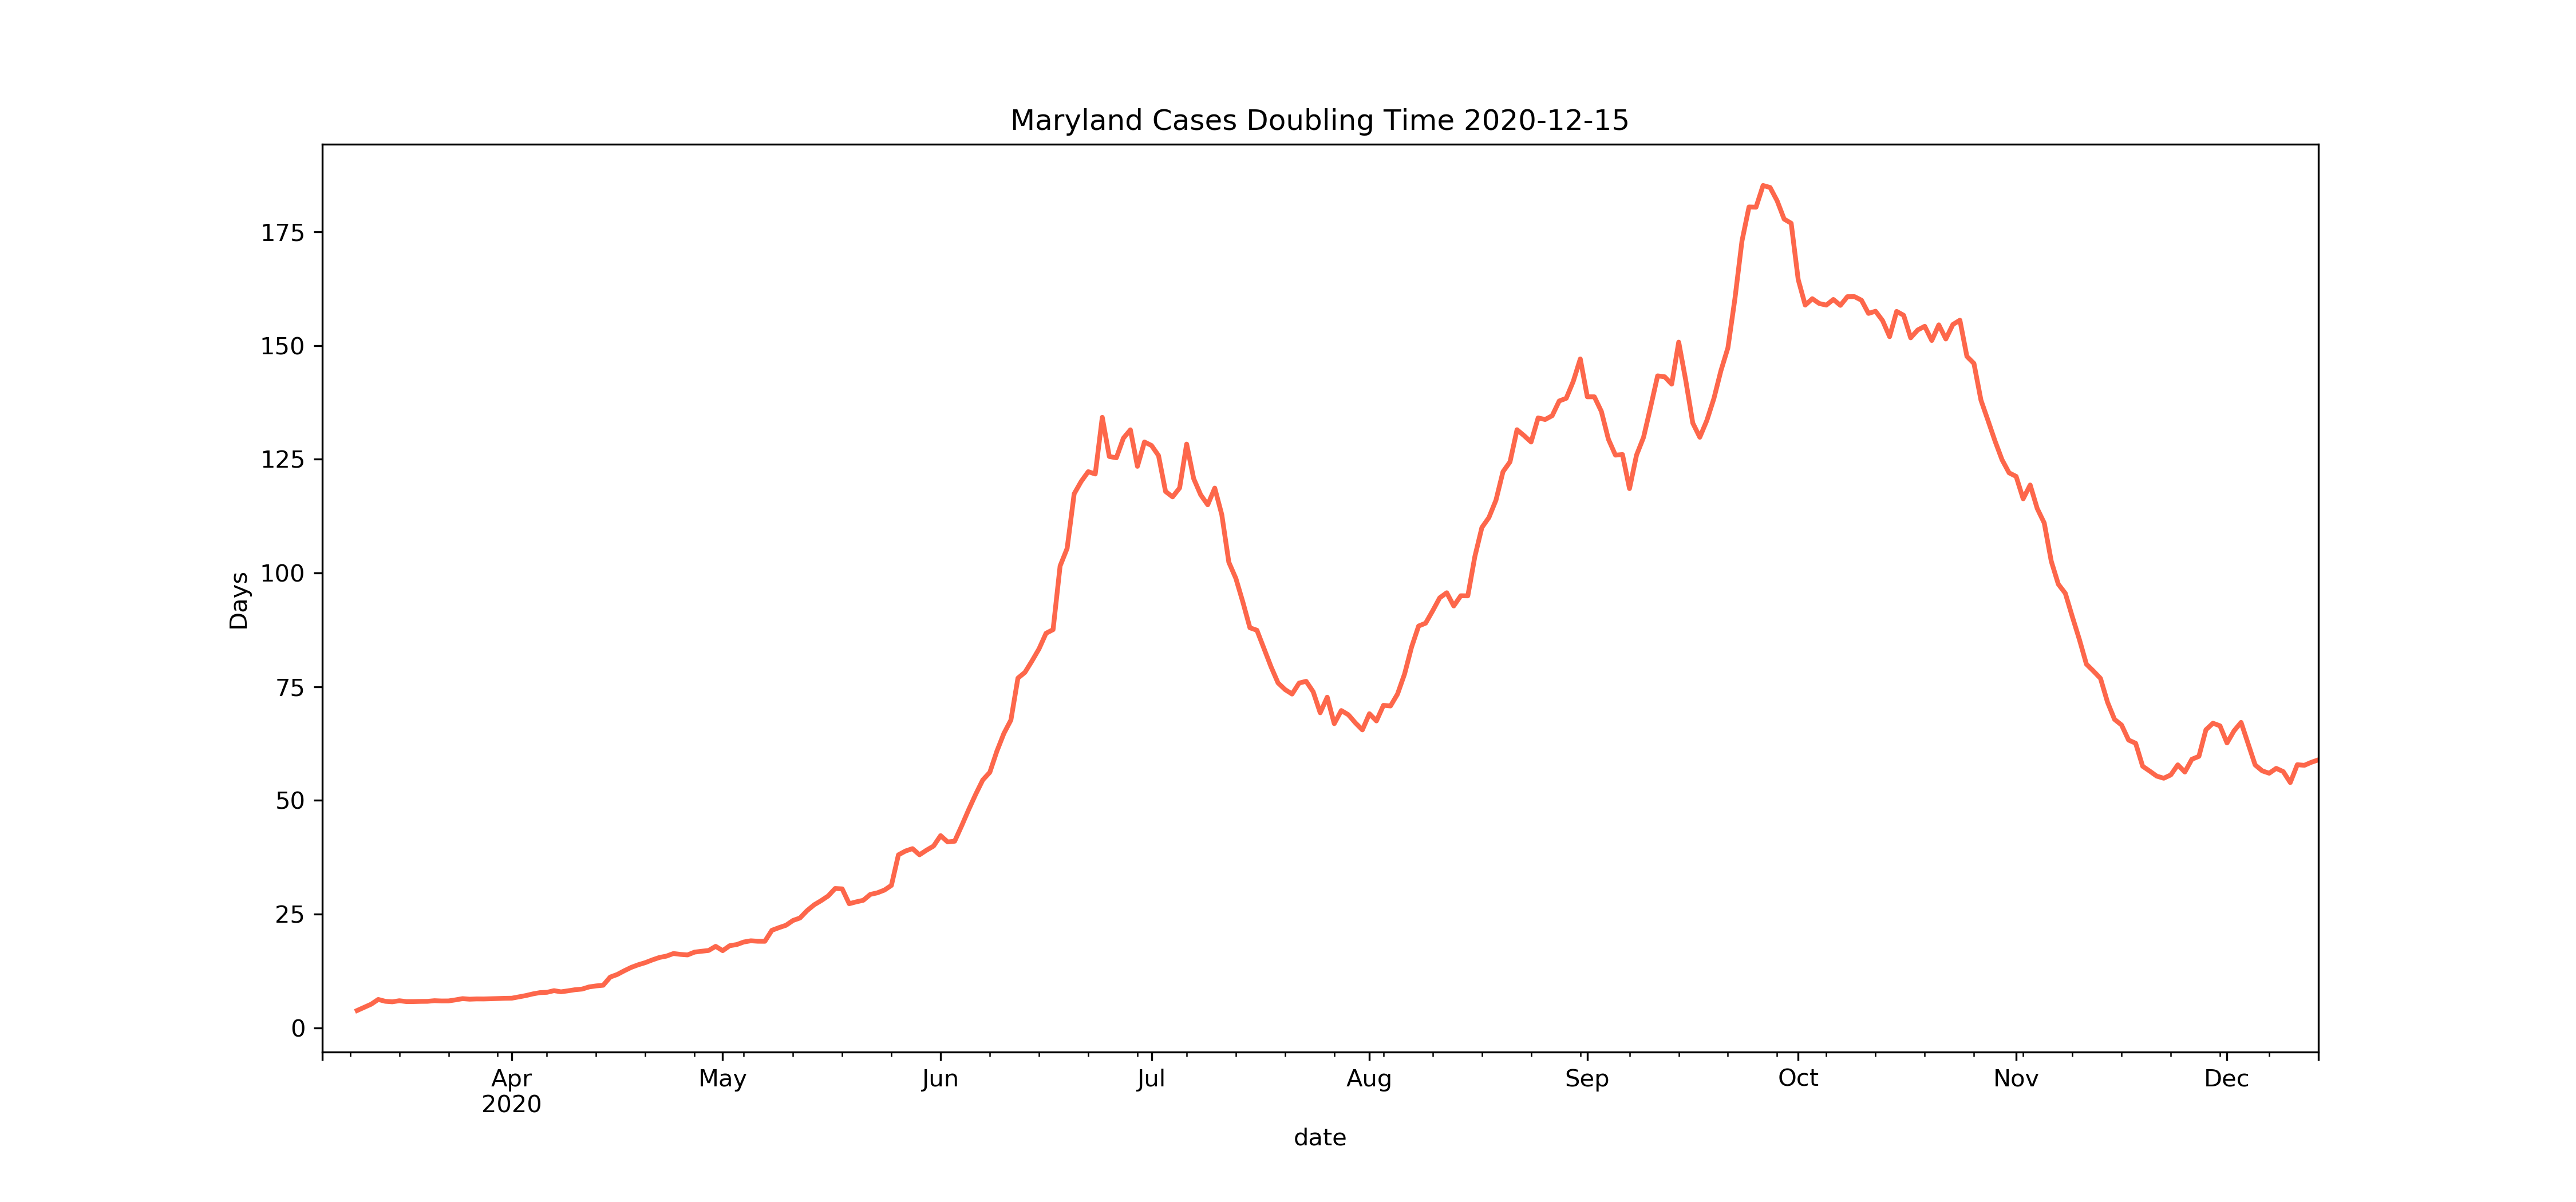 Maryland Cases Doubling Time 2020-12-15
175
150
125
100
75
50
25
0
Days
Apr
2020
May
Jun
Jul
Aug
Sep
Oct
Nov
Dec
date